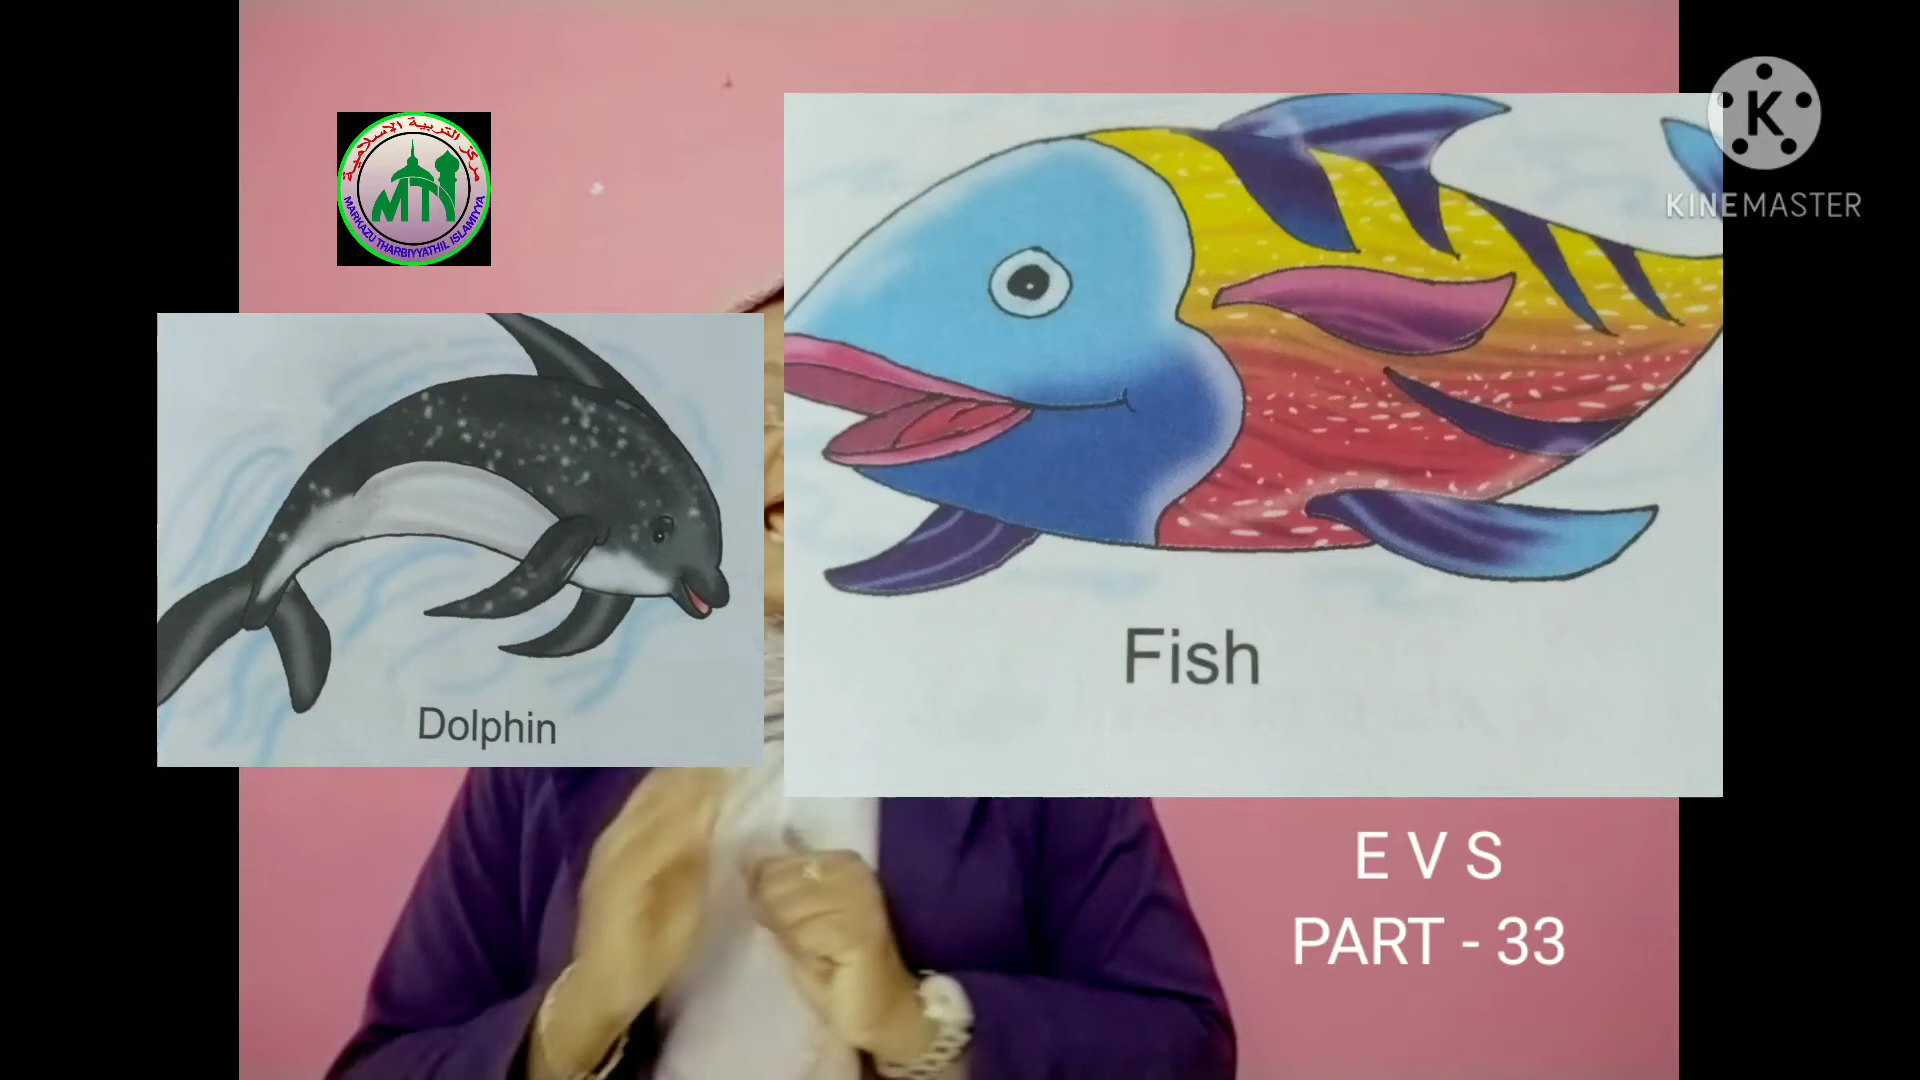 مركز التربية الإسلامية
MTI
MARKAZU THARBIYYATHIL ISLAMIYYA
K
KINEMASTER
Fish
Dolphin
E V S
PART - 33